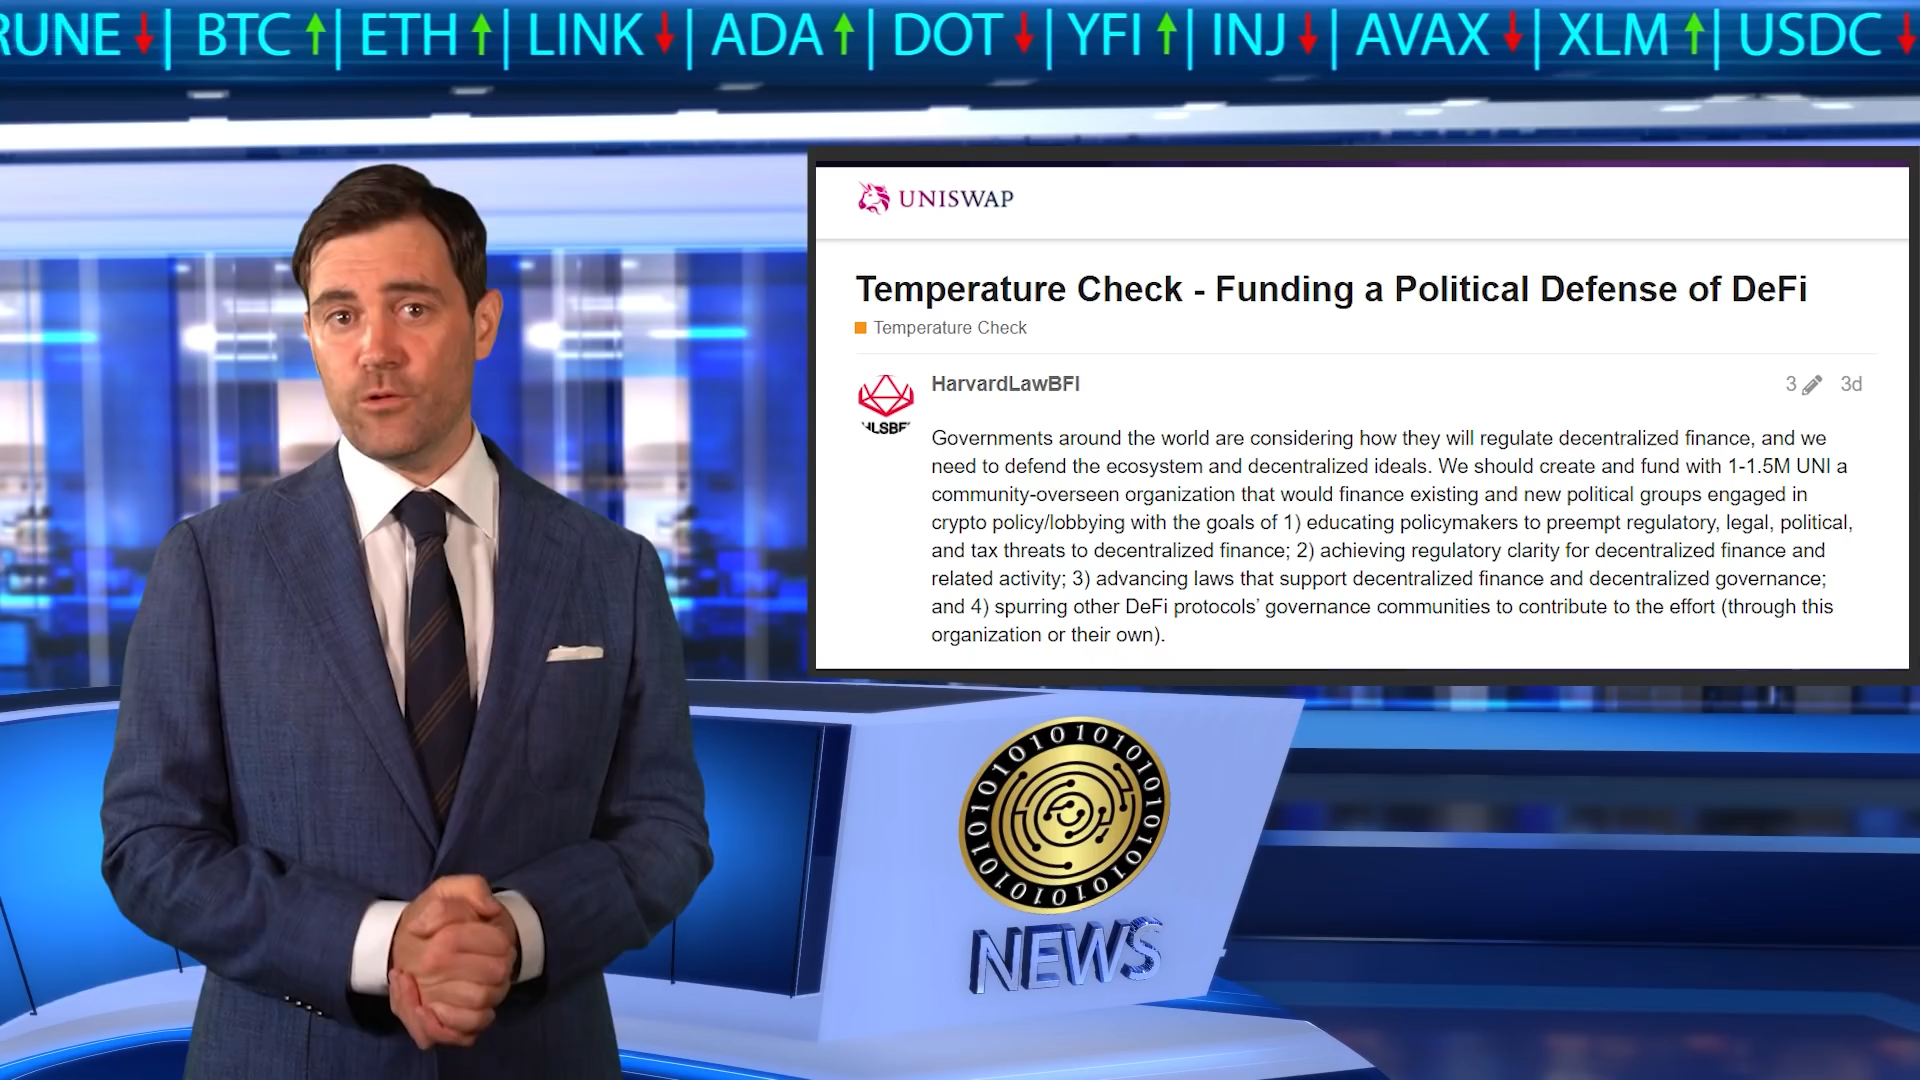 RUNE | BTC | ETH | LINK | ADA | DOT | YFI | INJ | AVAX | XLM | USDC
UNISWAP
Temperature Check - Funding a Political Defense of DeFi
Temperature Check
HarvardLawBFI 3 3d
HLSBF
Governments around the world are considering how they will regulate decentralized finance, and we
need to defend the ecosystem and decentralized ideals. We should create and fund with 1-1.5M UNI a
community-overseen organization that would finance existing and new political groups engaged in
crypto policy/lobbying with the goals of 1) educating policymakers to preempt regulatory, legal, political,
and tax threats to decentralized finance; 2) achieving regulatory clarity for decentralized finance and
related activity; 3) advancing laws that support decentralized finance and decentralized governance;
and 4) spurring other DeFi protocols’ governance communities to contribute to the effort (through this
organization or their own).
NEWS